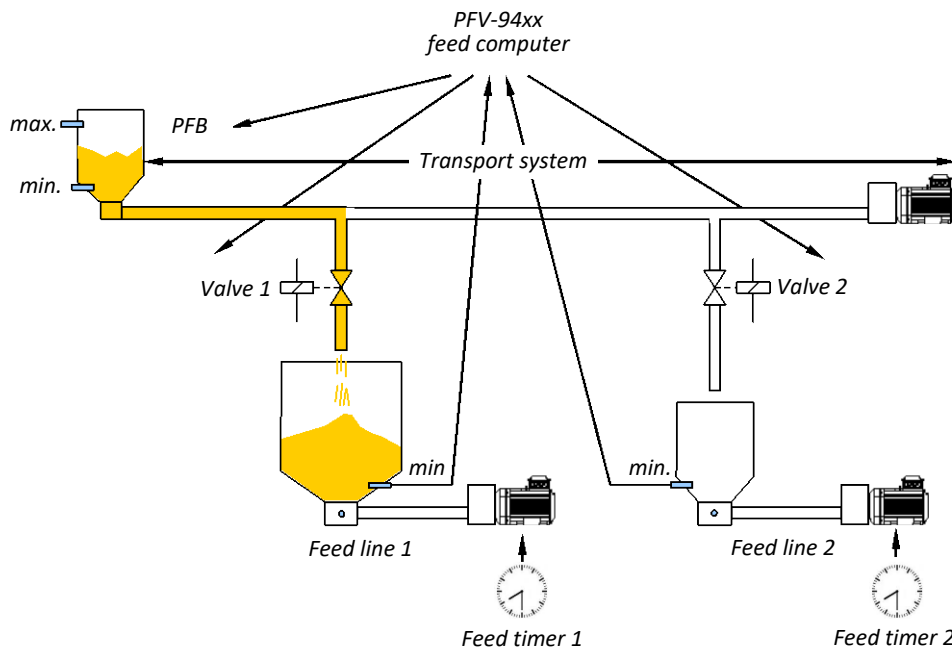 PFV-94xx
feed computer
max.
PFB
Transport system
min.
Valve 1
Valve 2
min
min.
Feed line 1
Feed line 2
Feed timer 1
Feed timer 2